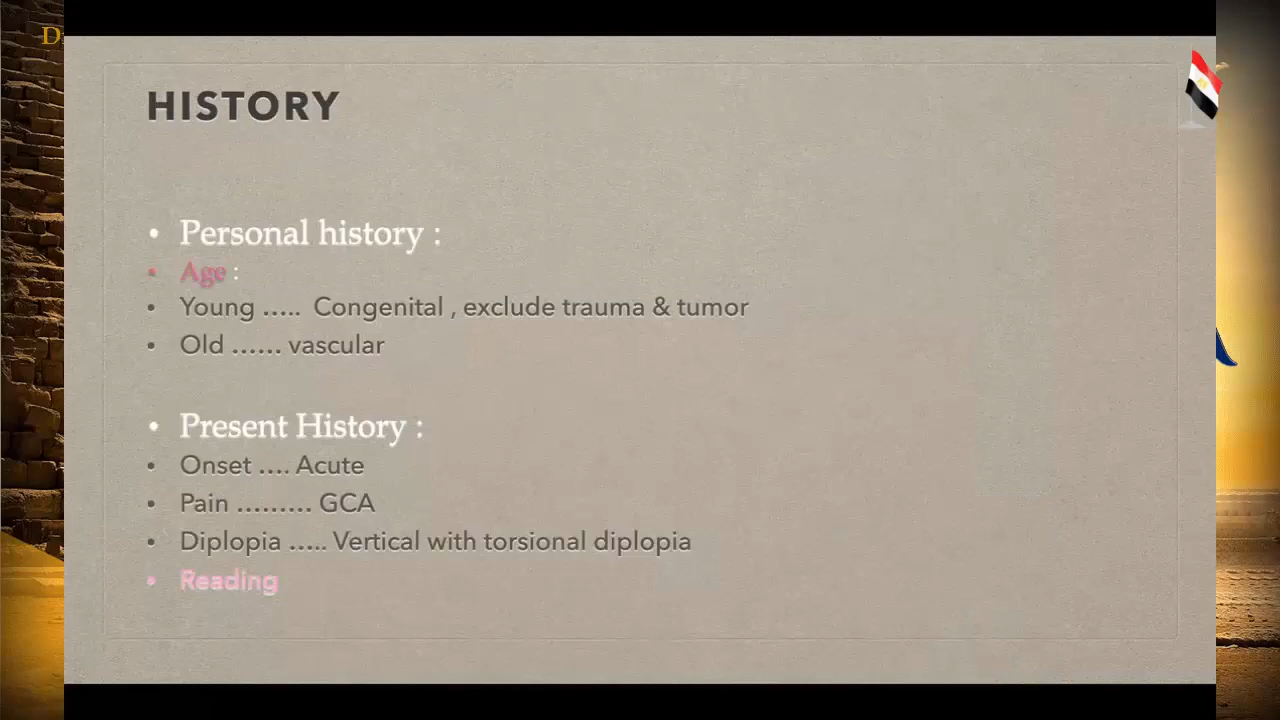 HISTORY
• Personal history :
• Age :
• Young ..... Congenital , exclude trauma & tumor
• Old ...... vascular
• Present History :
• Onset .... Acute
• Pain ......... GCA
• Diplopia ..... Vertical with torsional diplopia
• Reading